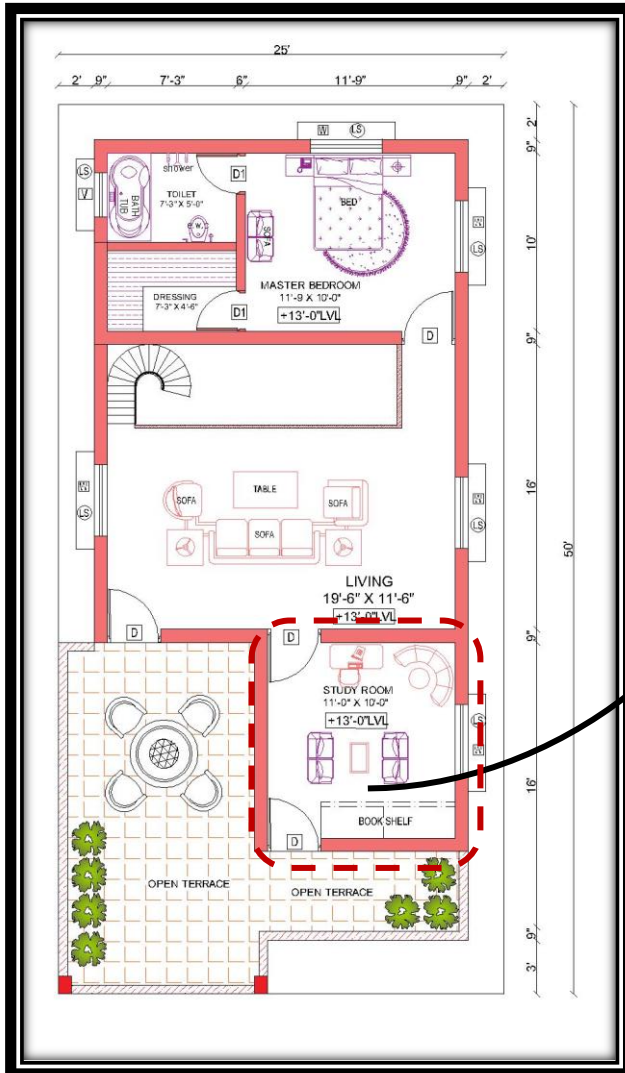 25'
2' 9" 7'-3" 6" 11'-9" 9" 2'
W LS
2'
9"
shower
D1
LS
V
BATH TUB
TOILET
7'-3" X 5'-0"
w.c.
SOFA
BED
W
LS
10'
MASTER BEDROOM
11'-9 X 10'-0"
+13'-0"LVL
DRESSING
7'-3" X 4'-6"
D1
D
9"
W
LS
SOFA
TABLE
SOFA
SOFA
W
LS
16'
50'
LIVING
19'-6" X 11'-6"
+13'-0"LVL
D
D
9"
STUDY ROOM
11'-0" X 10'-0"
+13'-0"LVL
LS
W
16'
BOOK SHELF
D
OPEN TERRACE
OPEN TERRACE
9"
3'